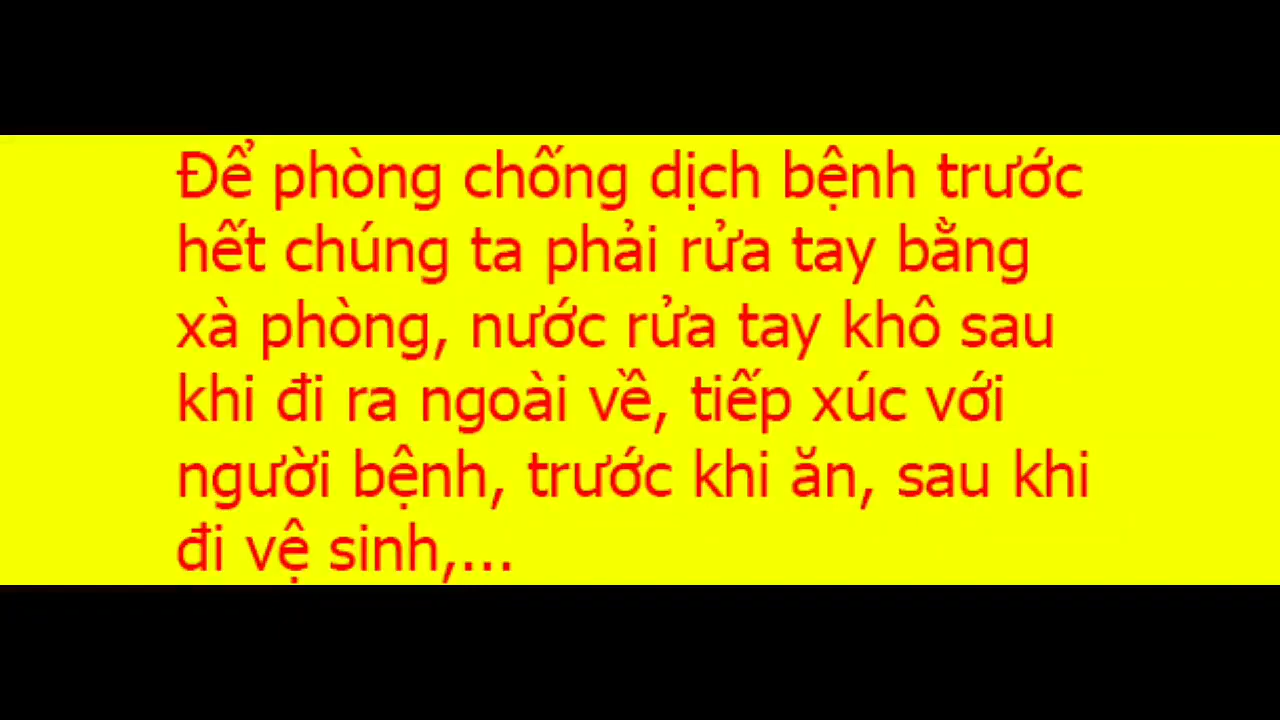 Để phòng chống dịch bệnh trước
hết chúng ta phải rửa tay bằng
xà phòng, nước rửa tay khô sau
khi đi ra ngoài về, tiếp xúc với
người bệnh, trước khi ăn, sau khi
đi vệ sinh,...